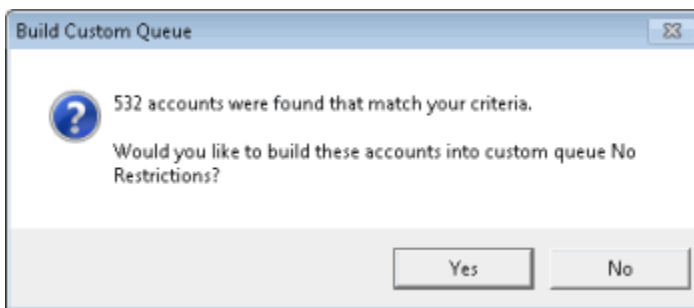 Build Custom Queue
532 accounts were found that match your criteria.
Would you like to build these accounts into custom queue No
Restrictions?
Yes No